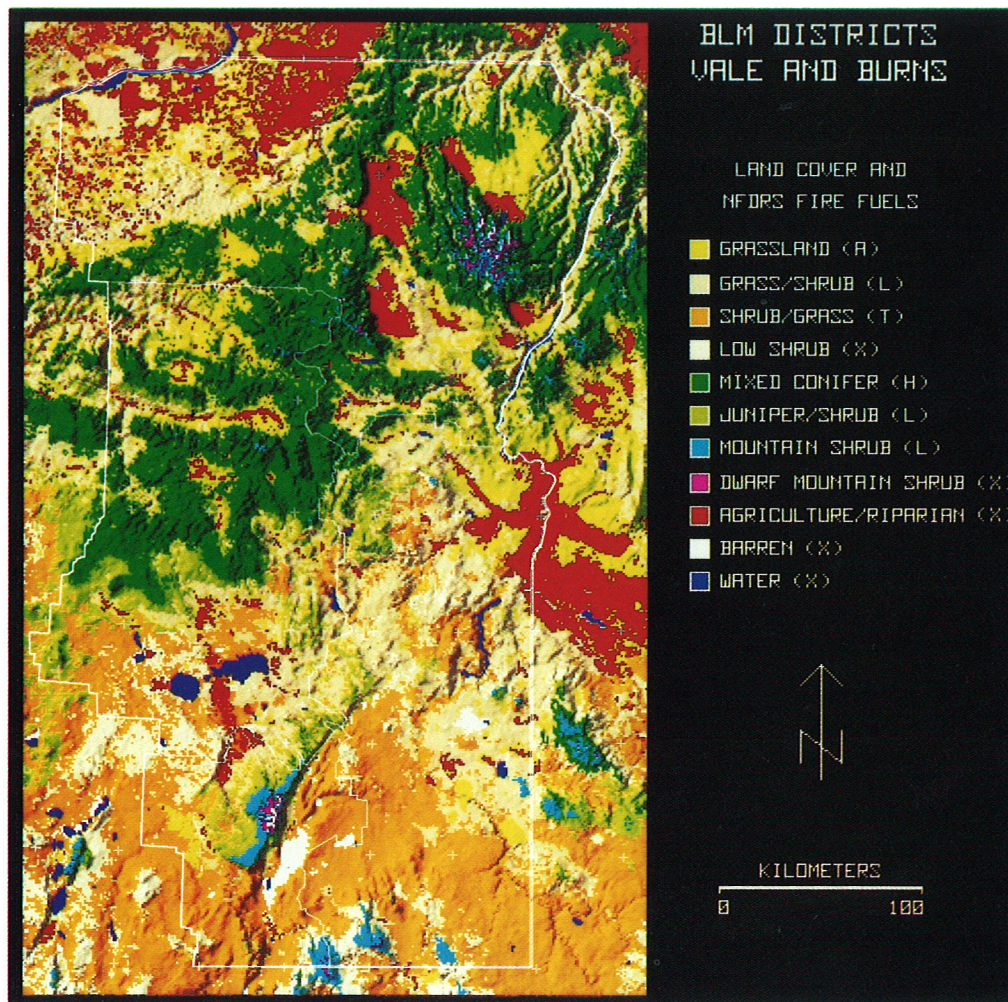 BLM DISTRICTS
VALE AND BURNS
LAND COVER AND
NFDRS FIRE FUELS
GRASSLAND (A)
GRASS/SHRUB (L)
SHRUB/GRASS (T)
LOW SHRUB (X)
MIXED CONIFER (H)
JUNIPER/SHRUB (L)
MOUNTAIN SHRUB (L)
DWARF MOUNTAIN SHRUB (X)
AGRICULTURE/RIPARIAN (X)
BARREN (X)
WATER (X)
N
KILOMETERS
0 100